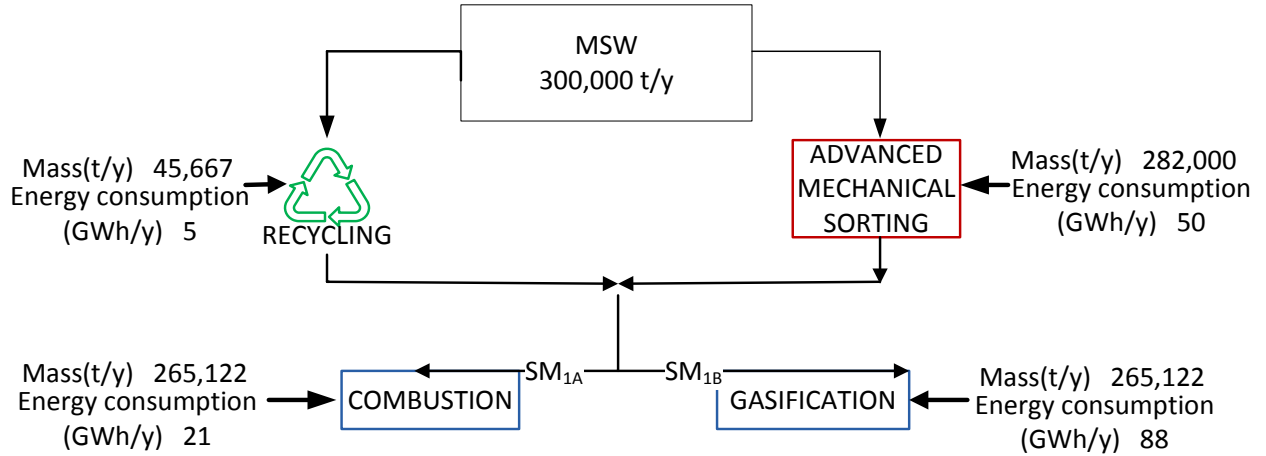 MSW
300,000 t/y
Mass(t/y) 45,667
Energy consumption
(GWh/y) 5
RECYCLING
ADVANCED
MECHANICAL
SORTING
Mass(t/y) 282,000
Energy consumption
(GWh/y) 50
Mass(t/y) 265,122
Energy consumption
(GWh/y) 21
COMBUSTION
SM1A
SM1B
GASIFICATION
Mass(t/y) 265,122
Energy consumption
(GWh/y) 88